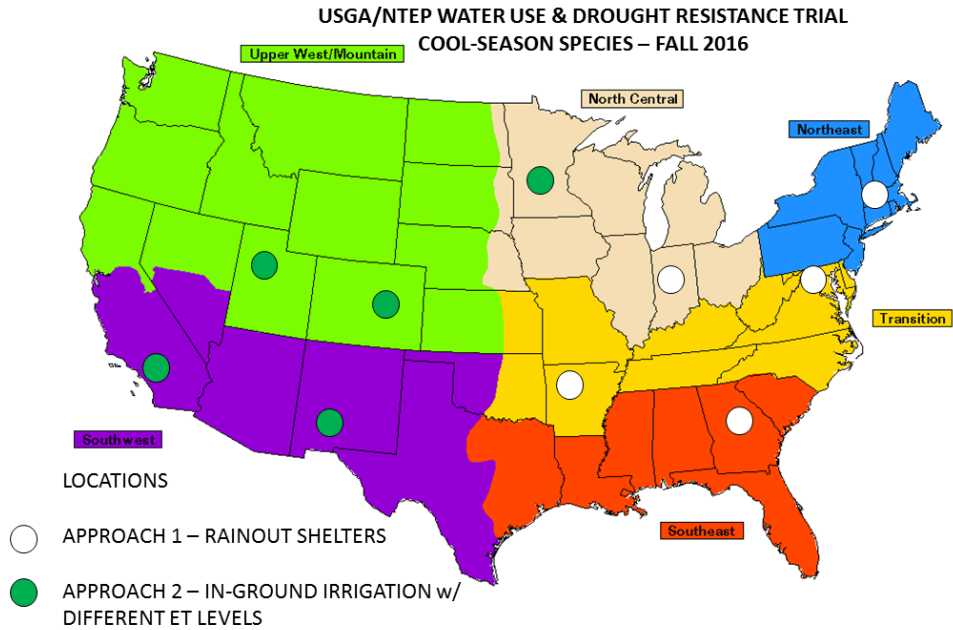 USGA/NTEP WATER USE & DROUGHT RESISTANCE TRIAL
COOL-SEASON SPECIES – FALL 2016
Upper West/Mountain
North Central
Northeast
Transition
Southwest
Southeast
LOCATIONS
APPROACH 1 – RAINOUT SHELTERS
APPROACH 2 – IN-GROUND IRRIGATION w/
DIFFERENT ET LEVELS